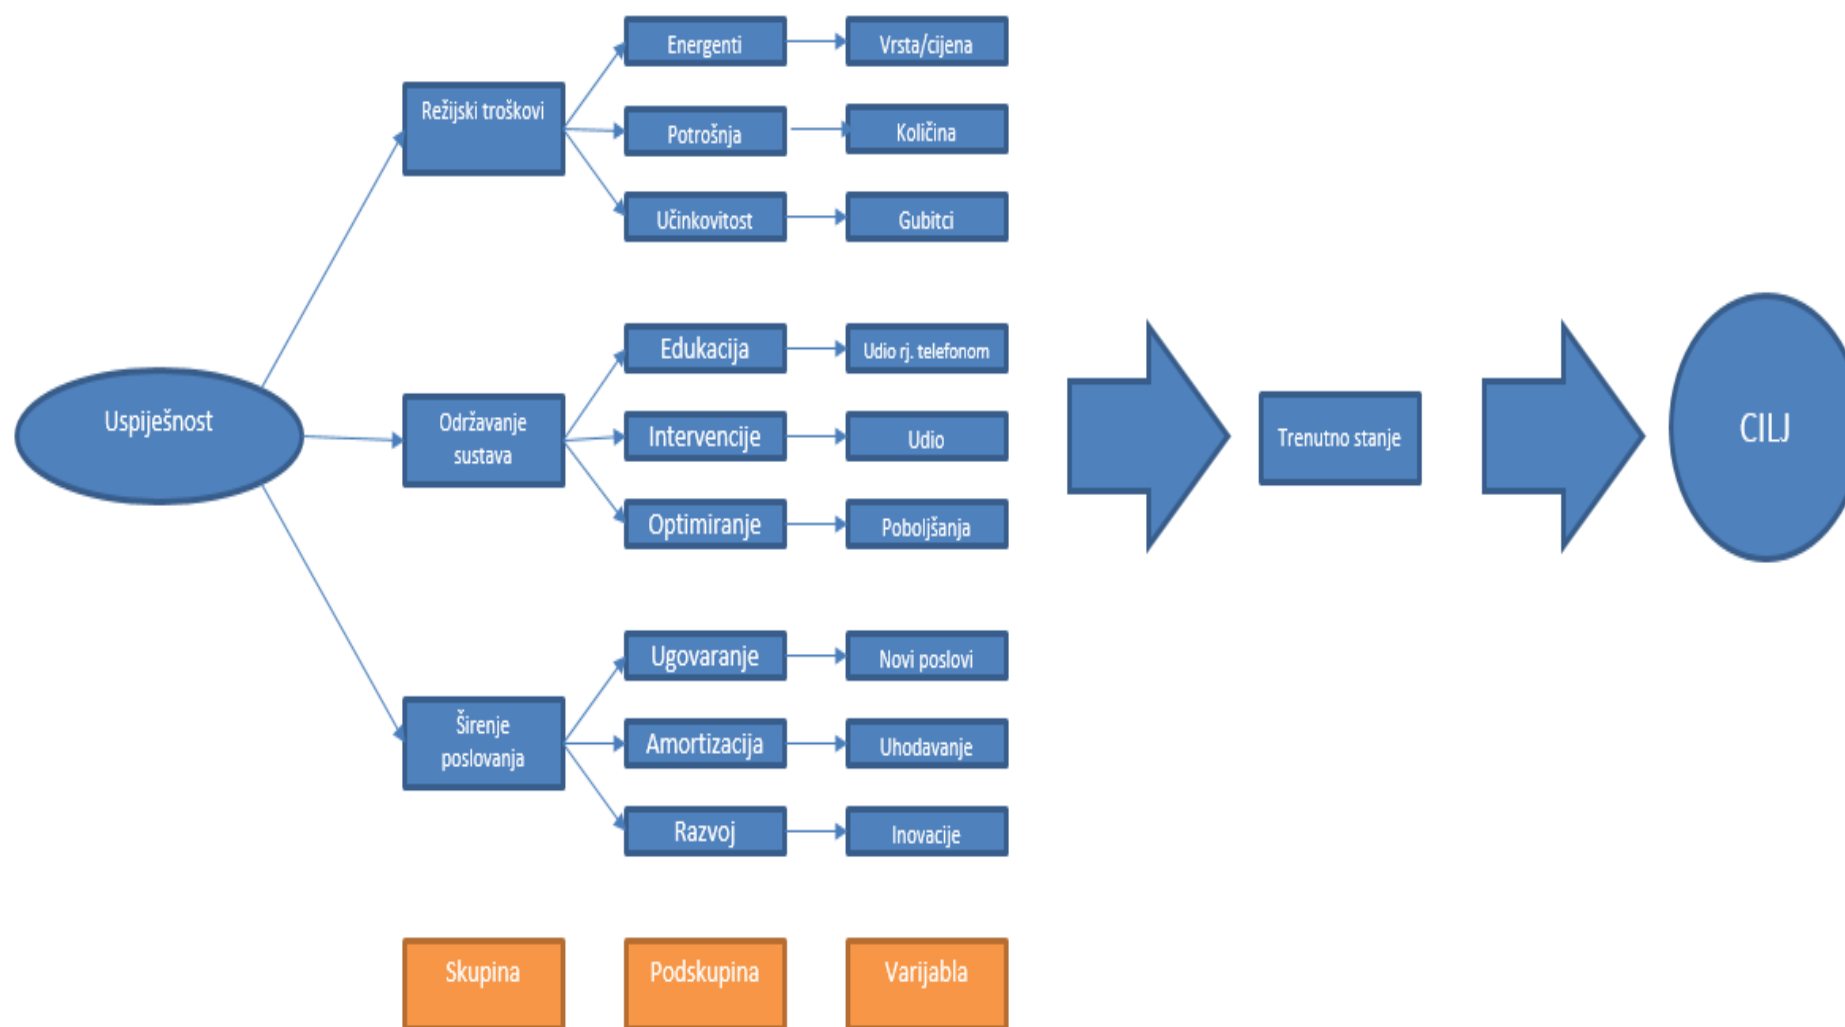 Energenti
Vrsta/cijena
Režijski troškovi
Potrošnja
Količina
Učinkovitost
Gubitci
Edukacija
Udio rj. telefonom
Uspiješnost
Održavanje
sustava
Intervencije
Udio
Trenutno stanje
CILJ
Optimiranje
Poboljšanja
Ugovaranje
Novi poslovi
Širenje
poslovanja
Amortizacija
Uhodavanje
Razvoj
Inovacije
Skupina
Podskupina
Varijabla